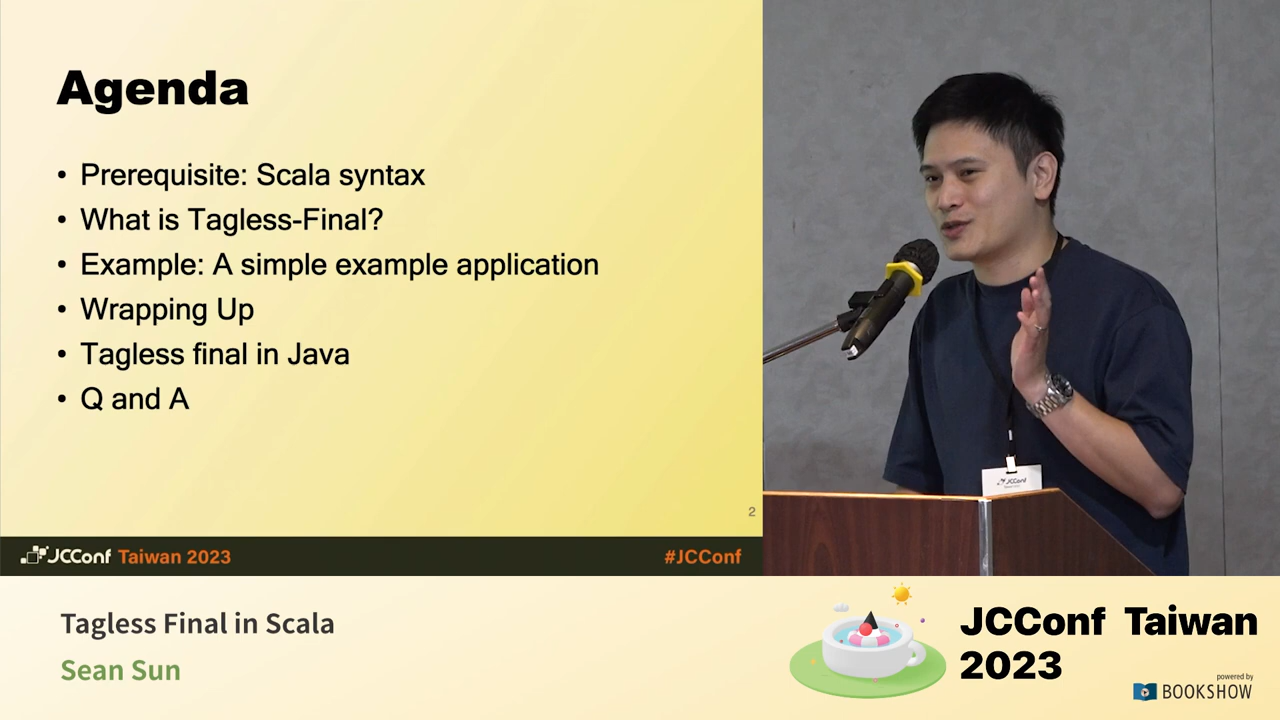 Agenda
• Prerequisite: Scala syntax
• What is Tagless-Final?
• Example: A simple example application
• Wrapping Up
• Tagless final in Java
• Q and A
2
JCConf Taiwan 2023
#JCConf
JCConf
Tagless Final in Scala
Sean Sun
JCConf Taiwan
2023
powered by
BOOKSHOW